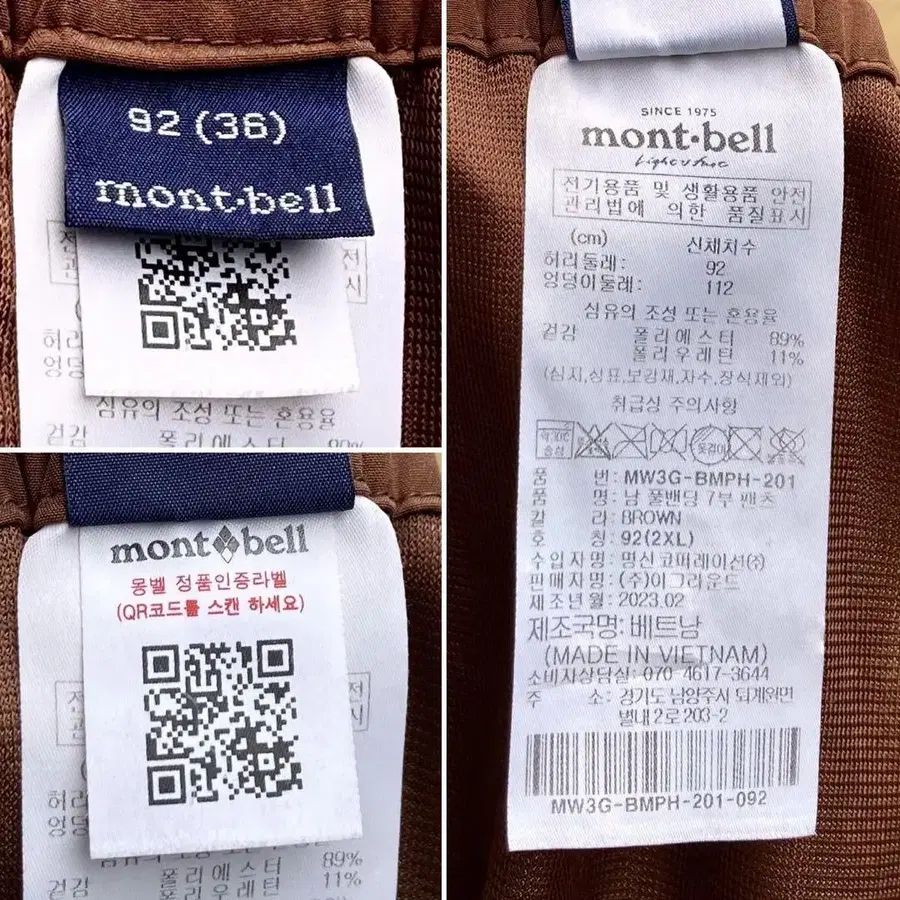 92 (36)
mont·bell
전
시
허리
엉덩
섬유의 조성 또는 혼용율
겉감
폴리에스터 89%
mont bell
몽벨 정품인증라벨
(QR코드를 스캔 하세요)
허리
엉덩
폴리에스터 89%
겉감 폴리우레틴 11%
SINCE 1975
mont·bell
Light & Fast
전기용품 및 생활용품 안전
관리법에 의한 품질표시
(cm) 신체치수
허리둘레: 92
엉덩이둘레: 112
섬유의 조성 또는 혼용율
겉감 폴리에스터 89%
폴리우레틴 11%
(심지,상표,보강재,자수,장식제외)
취급상 주의사항
품 번: MW3G-BMPH-201
품 명: 남 풀밴딩 7부 팬츠
칼 라: BROWN
호 칭: 92(2XL)
수입자명: 명신코퍼레이션(주)
판매자명: (주)이그라운드
제조년월: 2023.02
제조국명: 베트남
(MADE IN VIETNAM)
소비자상담실: 070-4617-3644
주 소: 경기도 남양주시 퇴계원면
별내2로 203-2
MW3G-BMPH-201-092